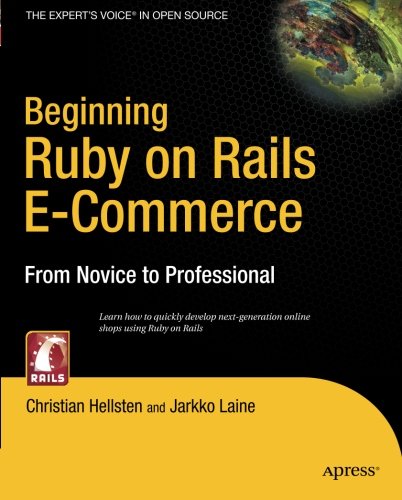 THE EXPERT'S VOICE® IN OPEN SOURCE
Beginning
Ruby on Rails
E-Commerce
From Novice to Professional
Learn how to quickly develop next-generation online
shops using Ruby on Rails
RAILS
Christian Hellsten and Jarkko Laine
Apress®